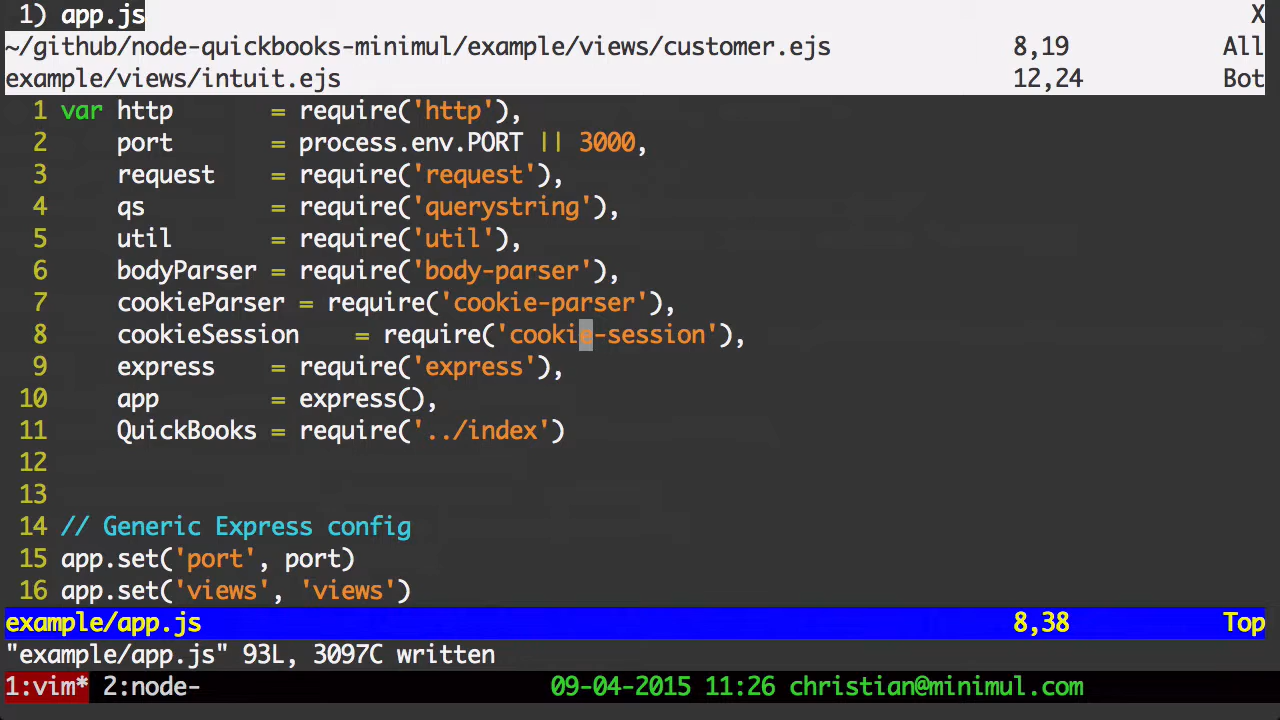 1) app.js X
~/github/node-quickbooks-minimul/example/views/customer.ejs 8,19 All
example/views/intuit.ejs 12,24 Bot
1 var http = require('http'),
2 port = process.env.PORT || 3000,
3 request = require('request'),
4 qs = require('querystring'),
5 util = require('util'),
6 bodyParser = require('body-parser'),
7 cookieParser = require('cookie-parser'),
8 cookieSession = require('cookie-session'),
9 express = require('express'),
10 app = express(),
11 QuickBooks = require('../index')
12
13
14 // Generic Express config
15 app.set('port', port)
16 app.set('views', 'views')
example/app.js 8,38 Top
"example/app.js" 93L, 3097C written
1:vim* 2:node- 09-04-2015 11:26 christian@minimul.com